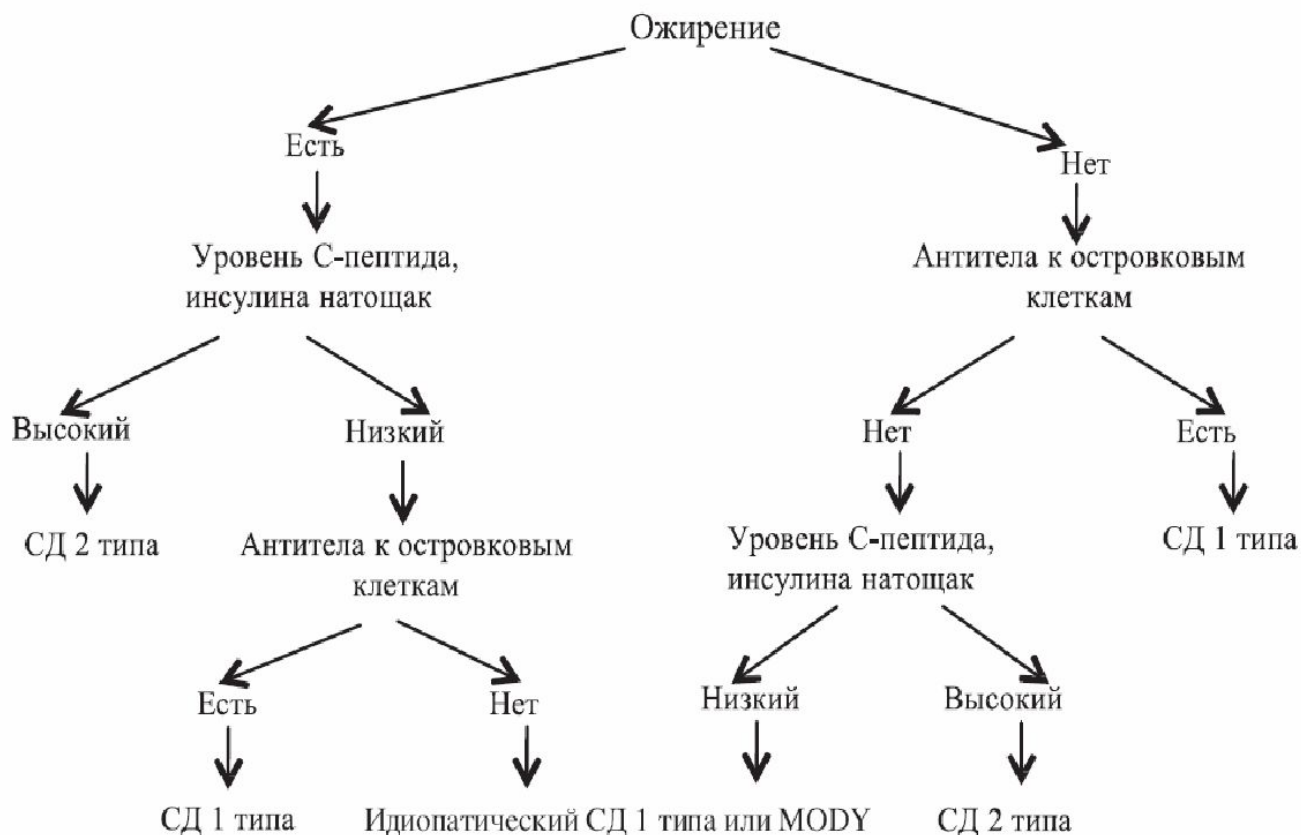 Ожирение
Есть
Нет
Уровень С-пептида,
инсулина натощак
Антитела к островковым
клеткам
Высокий
Низкий
Нет
Есть
СД 2 типа
Антитела к островковым
клеткам
Уровень С-пептида,
инсулина натощак
СД 1 типа
Есть
Нет
Низкий
Высокий
СД 1 типа
Идиопатический СД 1 типа или MODY
СД 2 типа